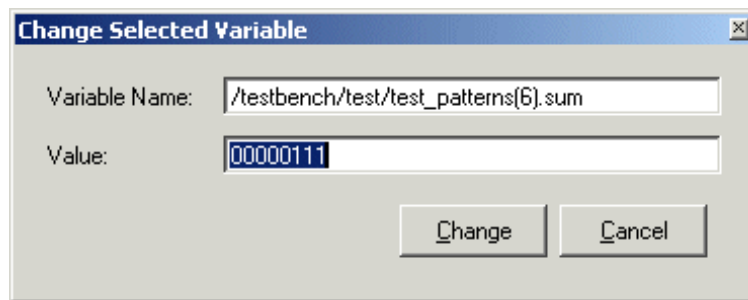 Change Selected Variable
Variable Name: /testbench/test/test_patterns(6).sum
Value: 00000111
Change Cancel